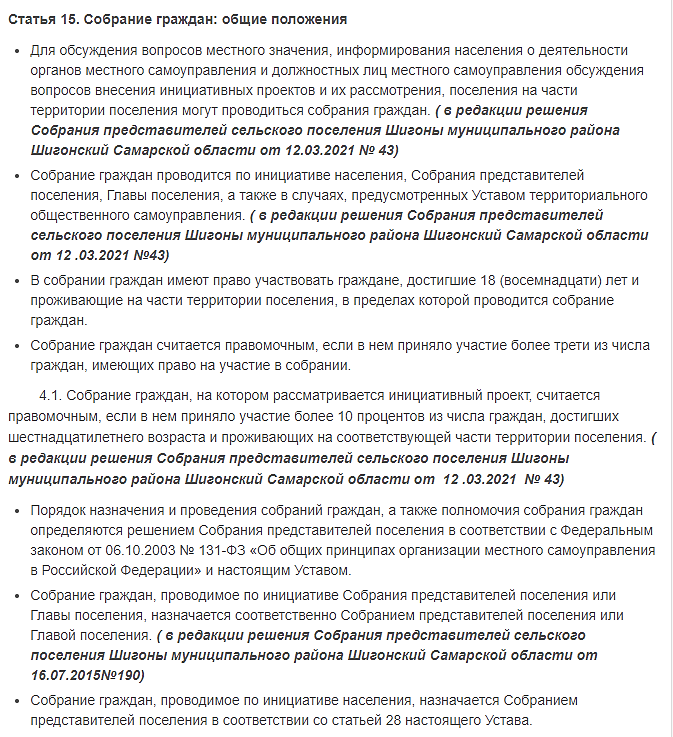 Статья 15. Собрание граждан: общие положения
• Для обсуждения вопросов местного значения, информирования населения о деятельности
органов местного самоуправления и должностных лиц местного самоуправления обсуждения
вопросов внесения инициативных проектов и их рассмотрения, поселения на части
территории поселения могут проводиться собрания граждан. ( в редакции решения
Собрания представителей сельского поселения Шигоны муниципального района
Шигонский Самарской области от 12.03.2021 № 43)
• Собрание граждан проводится по инициативе населения, Собрания представителей
поселения, Главы поселения, а также в случаях, предусмотренных Уставом территориального
общественного самоуправления. ( в редакции решения Собрания представителей
сельского поселения Шигоны муниципального района Шигонский Самарской области
от 12 .03.2021 №43)
• В собрании граждан имеют право участвовать граждане, достигшие 18 (восемнадцати) лет и
проживающие на части территории поселения, в пределах которой проводится собрание
граждан.
• Собрание граждан считается правомочным, если в нем приняло участие более трети из числа
граждан, имеющих право на участие в собрании.
4.1. Собрание граждан, на котором рассматривается инициативный проект, считается
правомочным, если в нем приняло участие более 10 процентов из числа граждан, достигших
шестнадцатилетнего возраста и проживающих на соответствующей части территории поселения. (
в редакции решения Собрания представителей сельского поселения Шигоны
муниципального района Шигонский Самарской области от 12 .03.2021 № 43)
• Порядок назначения и проведения собраний граждан, а также полномочия собрания граждан
определяются решением Собрания представителей поселения в соответствии с Федеральным
законом от 06.10.2003 № 131-ФЗ «Об общих принципах организации местного самоуправления
в Российской Федерации» и настоящим Уставом.
• Собрание граждан, проводимое по инициативе Собрания представителей поселения или
Главы поселения, назначается соответственно Собранием представителей поселения или
Главой поселения. ( в редакции решения Собрания представителей сельского
поселения Шигоны муниципального района Шигонский Самарской области от
16.07.2015№190)
• Собрание граждан, проводимое по инициативе населения, назначается Собранием
представителей поселения в соответствии со статьей 28 настоящего Устава.